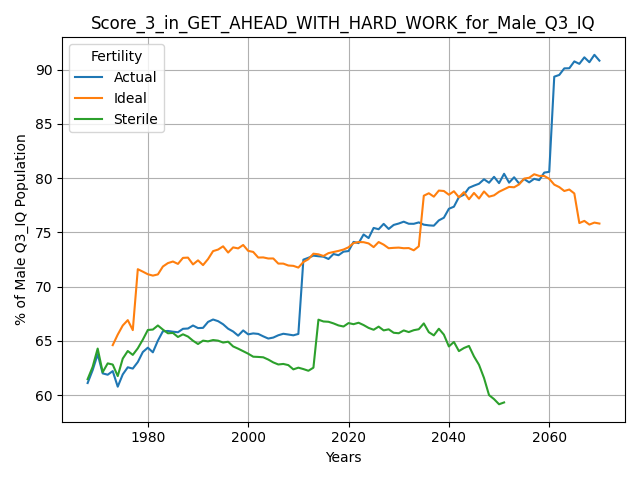 Score_3_in_GET_AHEAD_WITH_HARD_WORK_for_Male_Q3_IQ
Fertility
Actual
Ideal
Sterile
% of Male Q3_IQ Population
90
85
80
75
70
65
60
1980
2000
2020
2040
2060
Years